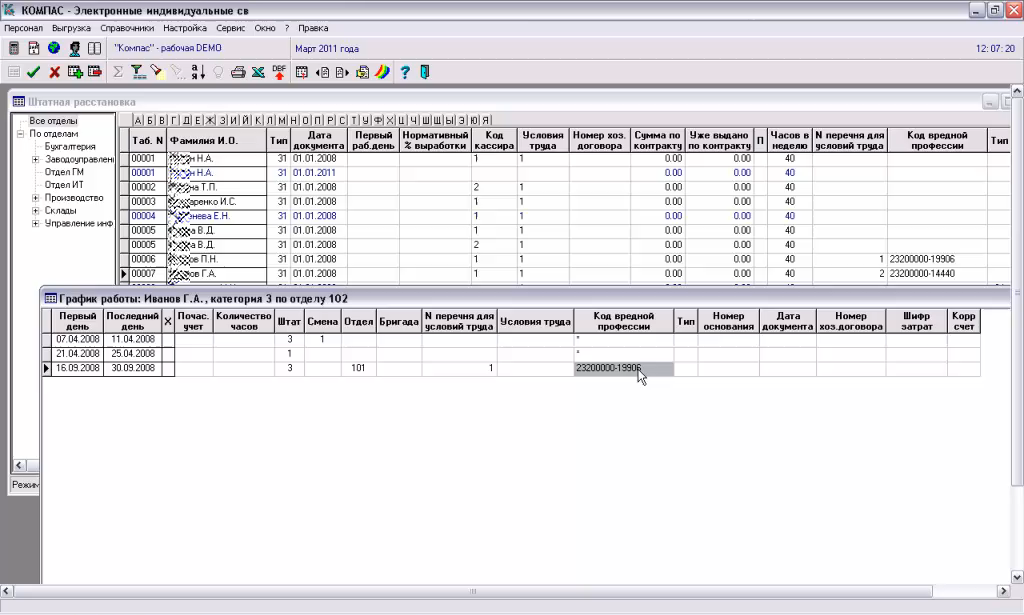 КОМПАС - Электронные индивидуальные св
Персонал Выгрузка Справочники Настройка Сервис Окно ? Правка
"Компас" - рабочая DEMO Март 2011 года 12:07:20
Штатная расстановка
Все отделы
По отделам
Бухгалтерия
Заводоуправлен
Отдел ГМ
Отдел ИТ
Производство
Склады
Управление инф
Режим
А Б В Г Д Е Ж З И Й К Л М Н О П Р С Т У Ф Х Ц Ч Ш Щ Ы Э Ю Я
Таб. N Фамилия И.О. Тип Дата документа Первый раб.день Нормативный % выработки Код кассира Условия труда Номер хоз. договора Сумма по контракту Уже выдано по контракту П Часов в неделю N перечня для условий труда Код вредной профессии Тип
00001 Н.А. 31 01.01.2008 1 1 0.00 0.00 40
00001 Н.А. 31 01.01.2011 0.00 0.00 40
00002 Т.П. 31 01.01.2008 2 1 0.00 0.00 40
00003 И.С. 31 01.01.2008 1 1 0.00 0.00 40
00004 Е.Н. 31 01.01.2008 1 1 0.00 0.00 40
00005 В.Д. 31 01.01.2008 1 1 0.00 0.00 40
00005 В.Д. 31 01.01.2008 2 1 0.00 0.00 40
00006 П.Н. 31 01.01.2008 1 1 0.00 0.00 40 1 23200000-19906
00007 Г.А. 31 01.01.2008 1 1 0.00 0.00 40 2 23200000-14440
График работы: Иванов Г.А., категория 3 по отделу 102
Первый день Последний день X Почас. учет Количество часов Штат Смена Отдел Бригада N перечня для условий труда Условия труда Код вредной профессии Тип Номер основания Дата документа Номер хоз.договора Шифр затрат Корр счет
07.04.2008 11.04.2008 3 1 *
21.04.2008 25.04.2008 1 *
16.09.2008 30.09.2008 3 101 1 23200000-19906